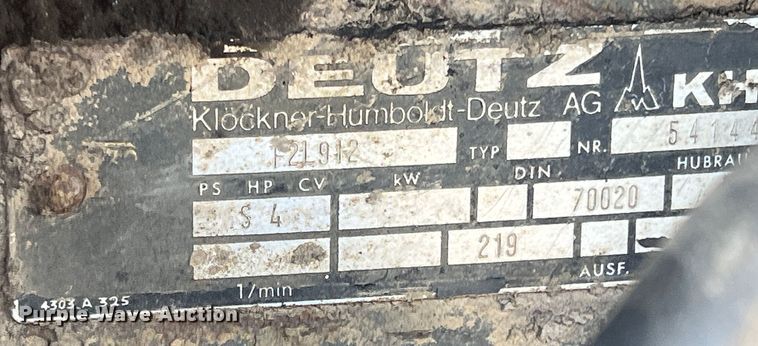 DEUTZ KH
Klöckner-Humboldt-Deutz AG
F2L912 TYP NR. 54144
PS HP CV kW DIN HUBRAU
S 4 70020
219
1/min AUSF.
4303 A 325
Purple Wave Auction